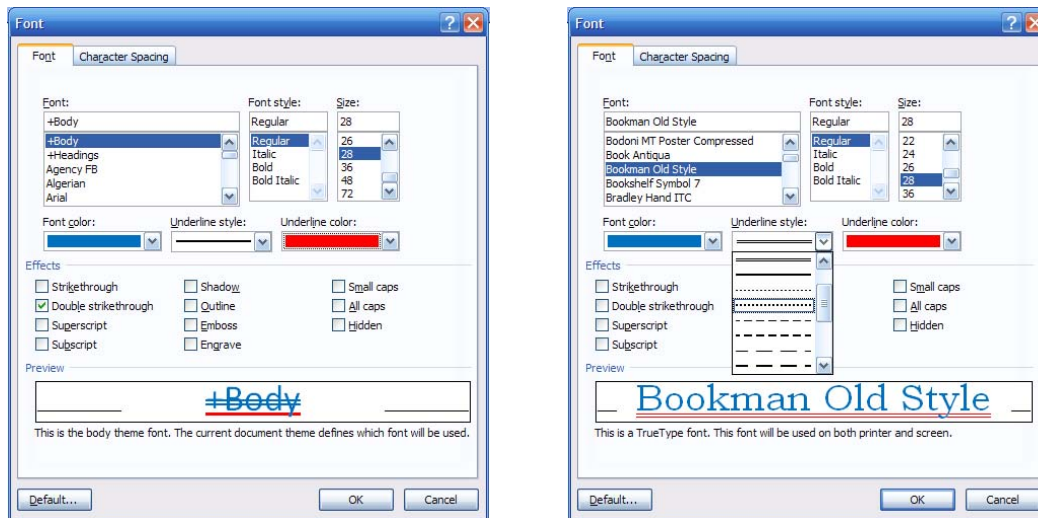 Font
Font Character Spacing
Font: Font style: Size:
+Body Regular 28
+Body Regular 26
+Headings Italic 28
Agency FB Bold 36
Algerian Bold Italic 48
Arial 72
Font color: Underline style: Underline color:
Effects
Strikethrough Shadow Small caps
Double strikethrough Outline All caps
Superscript Emboss Hidden
Subscript Engrave
Preview
+Body
This is the body theme font. The current document theme defines which font will be used.
Default... OK Cancel
Font
Font Character Spacing
Font: Font style: Size:
Bookman Old Style Regular 28
Bodoni MT Poster Compressed Regular 22
Book Antiqua Italic 24
Bookman Old Style Bold 26
Bookshelf Symbol 7 Bold Italic 28
Bradley Hand ITC 36
Font color: Underline style: Underline color:
Effects
Strikethrough Small caps
Double strikethrough All caps
Superscript Hidden
Subscript
Preview
Bookman Old Style
This is a TrueType font. This font will be used on both printer and screen.
Default... OK Cancel